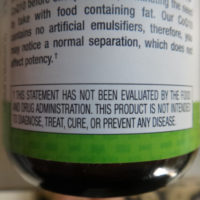 to take with food containing fat. Our CoQ10
contains no artificial emulsifiers, therefore, you
may notice a normal separation, which does not
affect potency.†
† THIS STATEMENT HAS NOT BEEN EVALUATED BY THE FOOD
AND DRUG ADMINISTRATION. THIS PRODUCT IS NOT INTENDED
TO DIAGNOSE, TREAT, CURE, OR PREVENT ANY DISEASE.